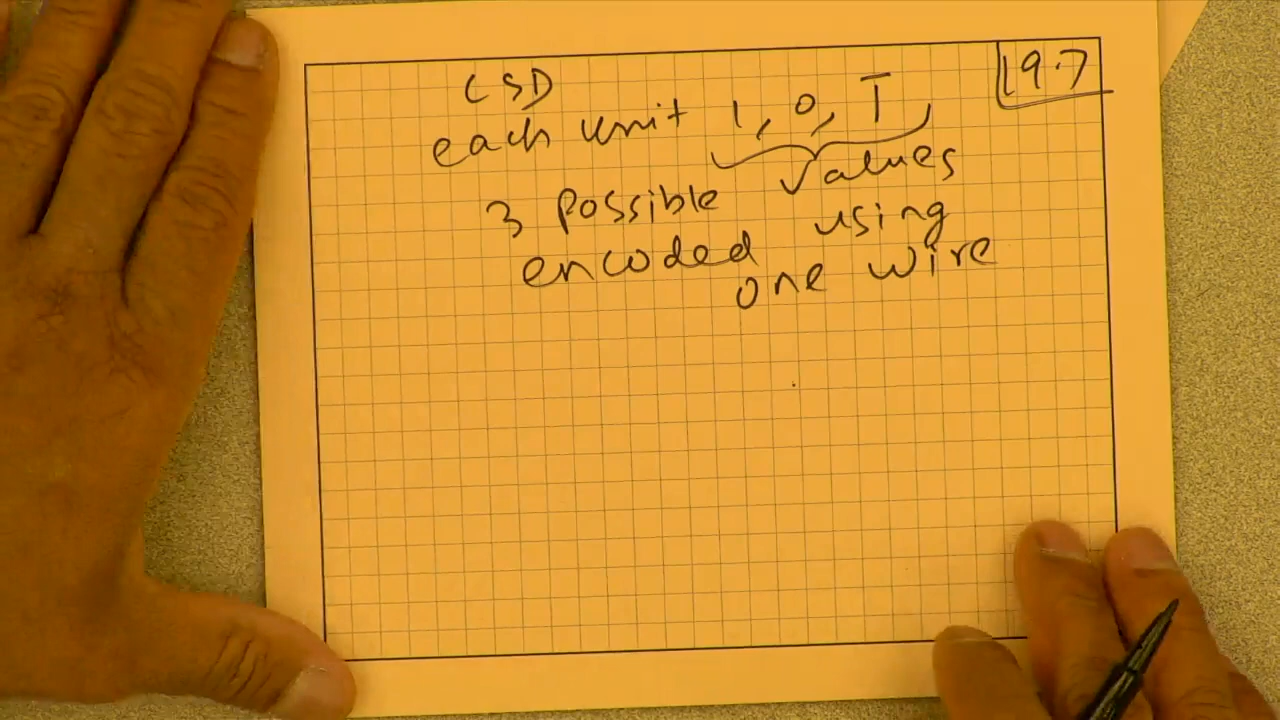 19.7
CSD
each unit 1, 0, 1̅,
3 possible values
encoded using
one wire